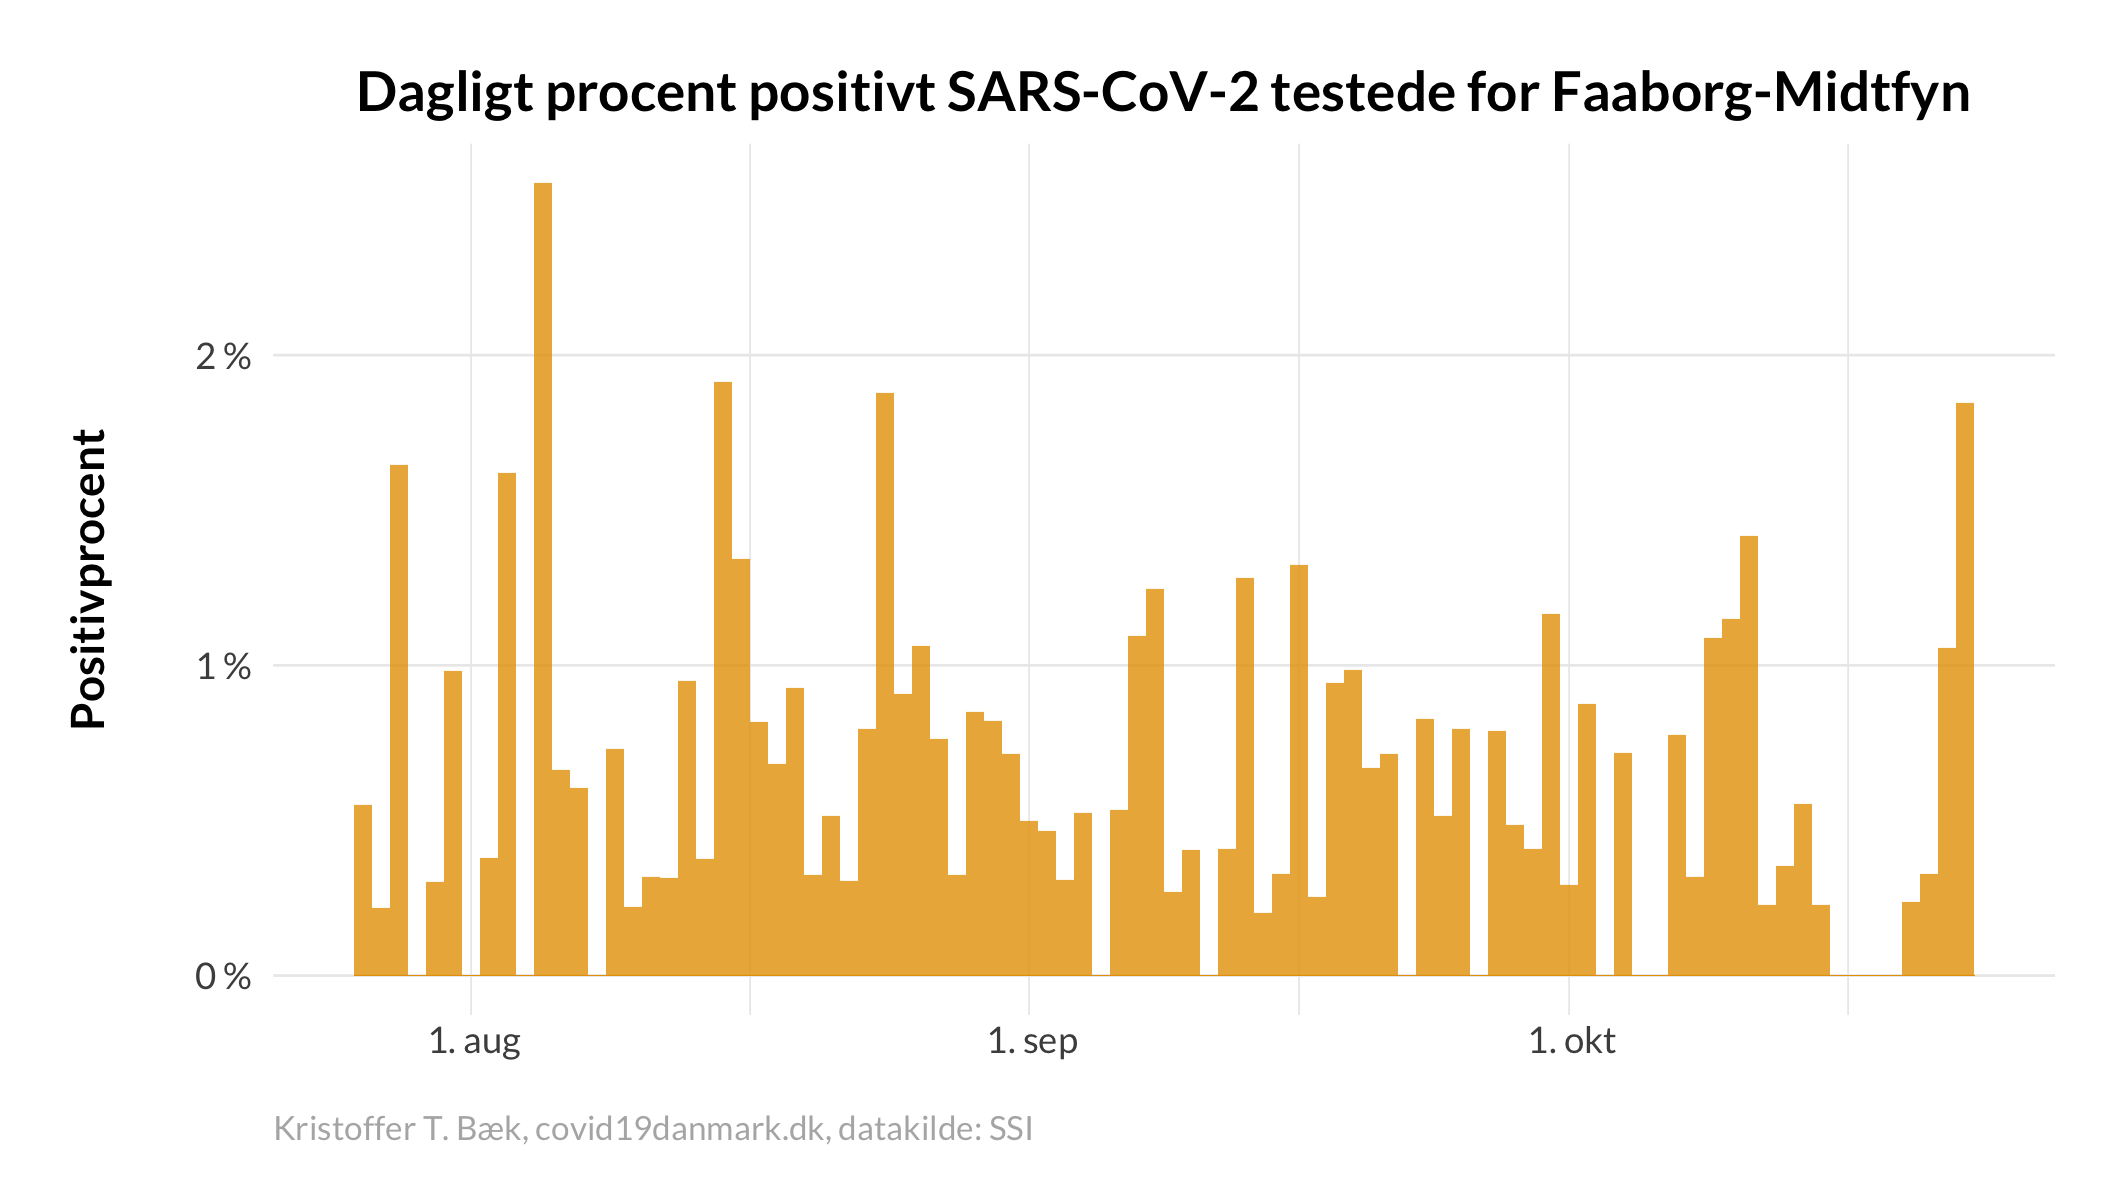 Dagligt procent positivt SARS-CoV-2 testede for Faaborg-Midtfyn
Positivprocent
2 %
1 %
0 %
1. aug
1. sep
1. okt
Kristoffer T. Bæk, covid19danmark.dk, datakilde: SSI